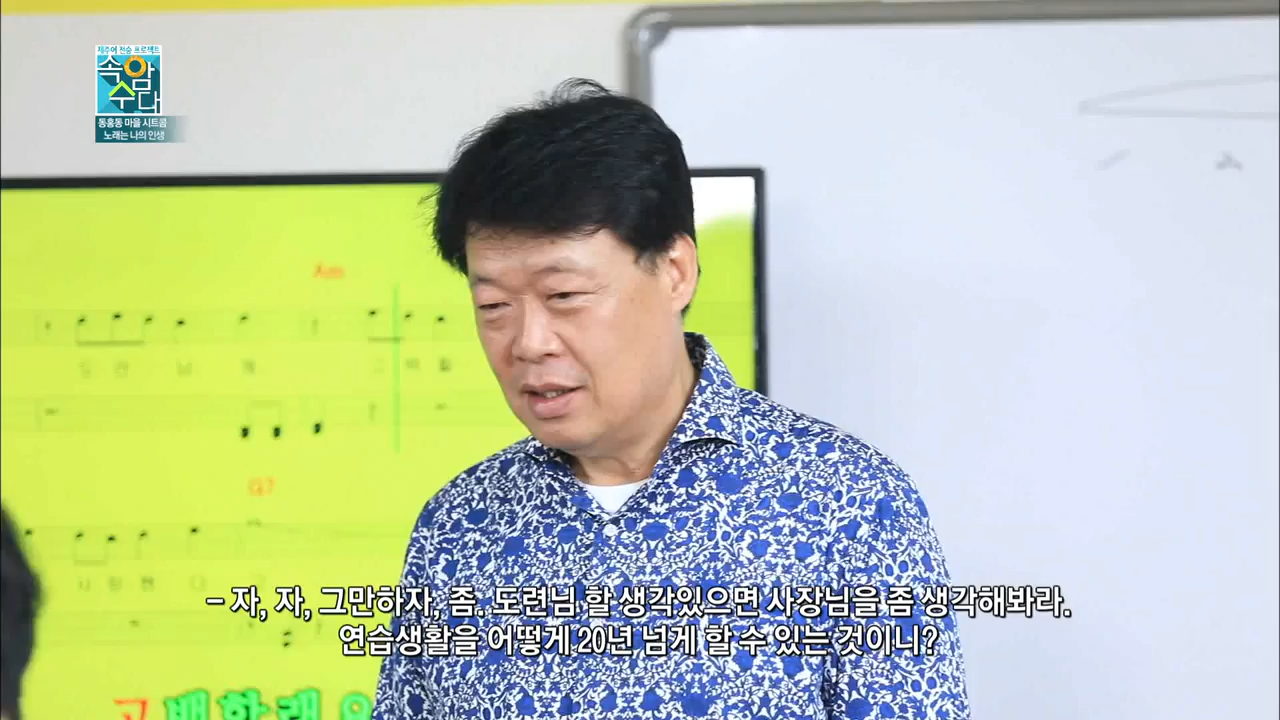 제주어 전승 프로젝트
속암수다
동홍동 마을 시트콤
노래는 나의 인생
Am
G7
- 자, 자, 그만하자, 좀. 도련님 할 생각있으면 사장님을 좀 생각해봐라.
연습생활을 어떻게 20년 넘게 할 수 있는 것이니?